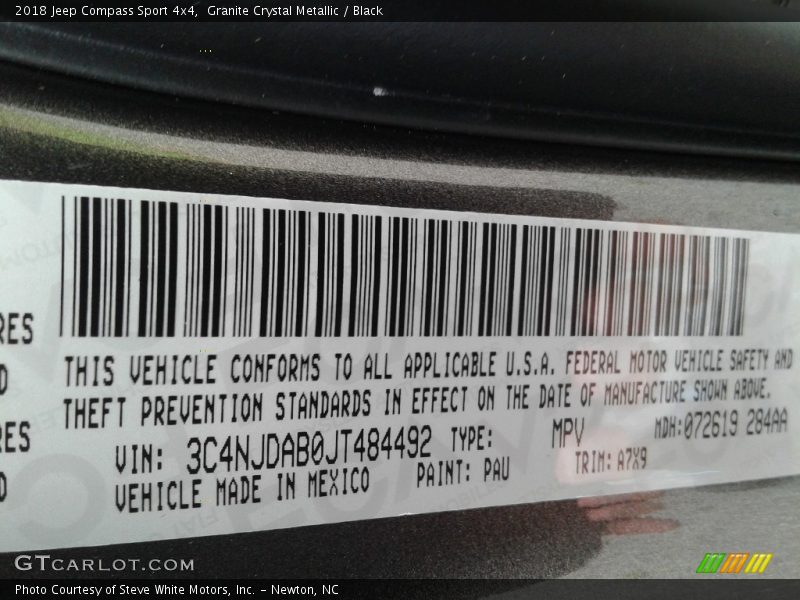 2018 Jeep Compass Sport 4x4,  Granite Crystal Metallic / Black
RES
D
RES
D
THIS VEHICLE CONFORMS TO ALL APPLICABLE U.S.A. FEDERAL MOTOR VEHICLE SAFETY AND
THEFT PREVENTION STANDARDS IN EFFECT ON THE DATE OF MANUFACTURE SHOWN ABOVE.
VIN: 3C4NJDAB0JT484492 TYPE: MPV MDH:072619 284AA
VEHICLE MADE IN MEXICO PAINT: PAU TRIM: A7X9
GTCARLOT.COM
Photo Courtesy of Steve White Motors, Inc. – Newton, NC